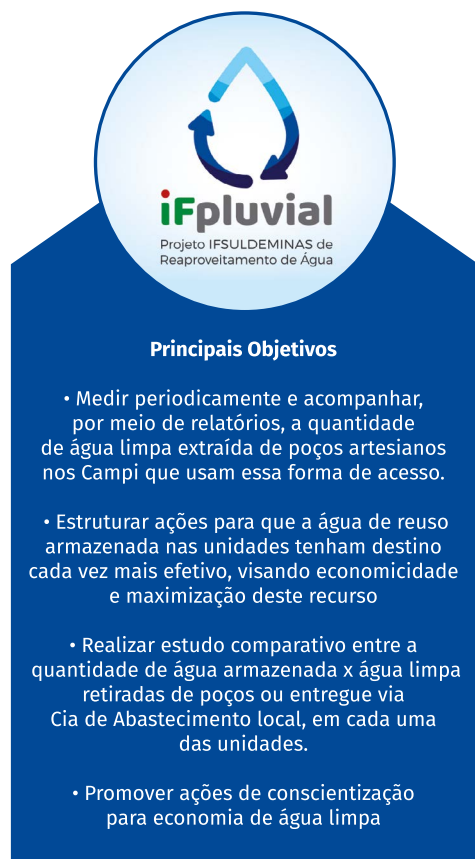 iFpluvial
Projeto IFSULDEMINAS de
Reaproveitamento de Água
Principais Objetivos
• Medir periodicamente e acompanhar,
por meio de relatórios, a quantidade
de água limpa extraída de poços artesianos
nos Campi que usam essa forma de acesso.
• Estruturar ações para que a água de reuso
armazenada nas unidades tenham destino
cada vez mais efetivo, visando economicidade
e maximização deste recurso
• Realizar estudo comparativo entre a
quantidade de água armazenada x água limpa
retiradas de poços ou entregue via
Cia de Abastecimento local, em cada uma
das unidades.
• Promover ações de conscientização
para economia de água limpa